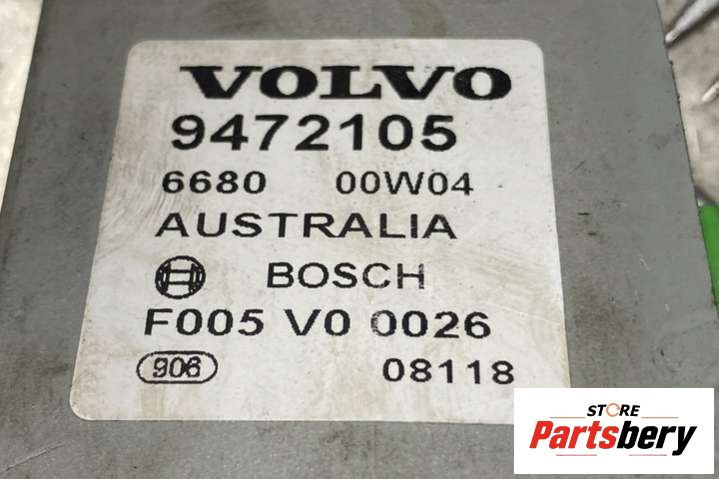 VOLVO
9472105
6680 00W04
AUSTRALIA
BOSCH
F005 V0 0026
906 08118
STORE
Partsbery